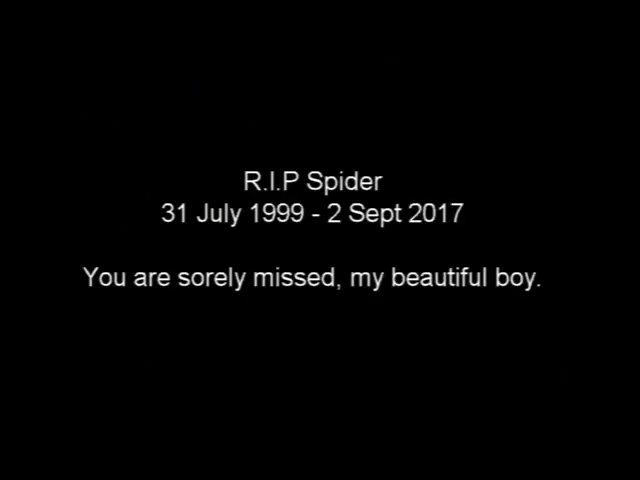 R.I.P Spider
31 July 1999 - 2 Sept 2017
You are sorely missed, my beautiful boy.